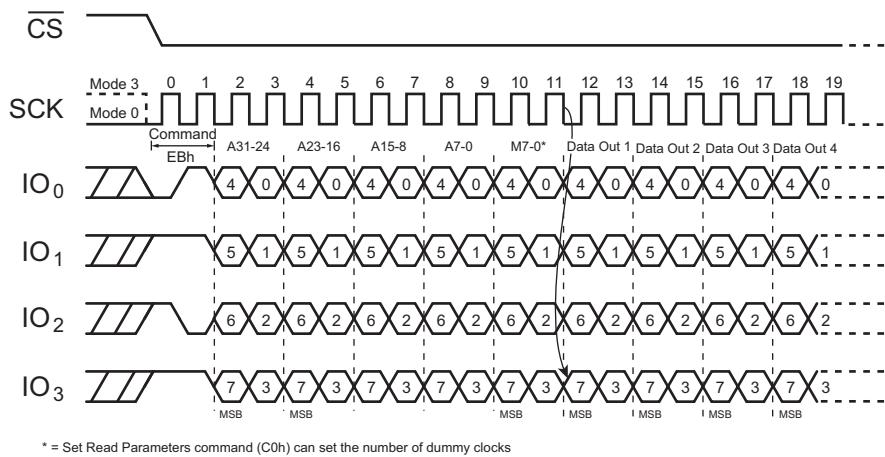 CS
Mode 3 0 1 2 3 4 5 6 7 8 9 10 11 12 13 14 15 16 17 18 19
SCK
Mode 0
Command
EBh A31-24 A23-16 A15-8 A7-0 M7-0* Data Out 1 Data Out 2 Data Out 3 Data Out 4
IO0 4 0 4 0 4 0 4 0 4 0 4 0 4 0 4 0 4 0
IO1 5 1 5 1 5 1 5 1 5 1 5 1 5 1 5 1 5 1
IO2 6 2 6 2 6 2 6 2 6 2 6 2 6 2 6 2 6 2
IO3 7 3 7 3 7 3 7 3 7 3 7 3 7 3 7 3 7 3
MSB MSB MSB MSB MSB MSB MSB
* = Set Read Parameters command (C0h) can set the number of dummy clocks